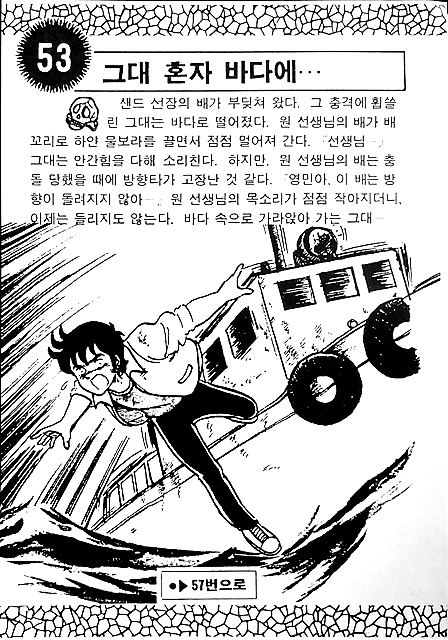 53
그대 혼자 바다에…
샌드 선장의 배가 부딪쳐 왔다. 그 충격에 휩쓸
린 그대는 바다로 떨어졌다. 원 선생님의 배가 배
꼬리로 하얀 물보라를 끌면서 점점 멀어져 간다. 「선생님—」
그대는 안간힘을 다해 소리친다. 하지만, 원 선생님의 배는 충
돌 당했을 때에 방향타가 고장난 것 같다. 「영민아, 이 배는 방
향이 돌려지지 않아—」 원 선생님의 목소리가 점점 작아지더니,
이제는 들리지도 않는다. 바다 속으로 가라앉아 가는 그대—
●▶57번으로